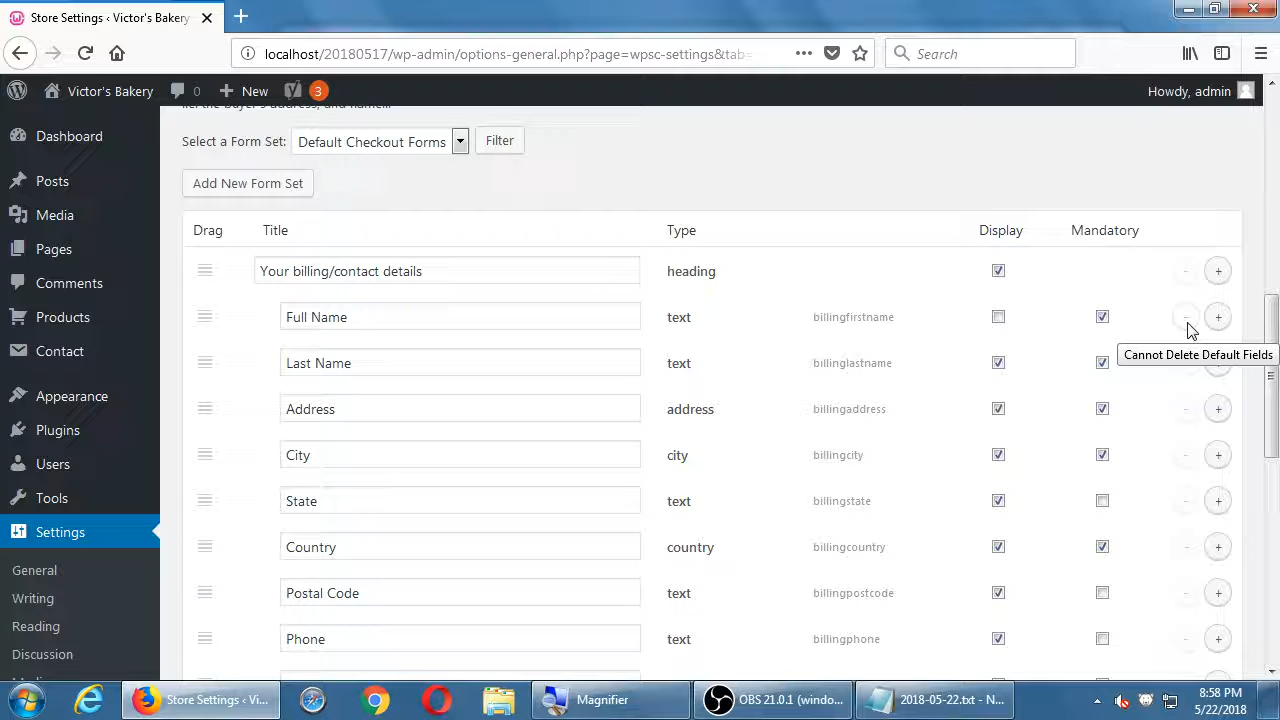 Store Settings ‹ Victor's Bakery
localhost/20180517/wp-admin/options-general.php?page=wpsc-settings&tab=
Search
Victor's Bakery
0
New
3
Howdy, admin
Dashboard
Posts
Media
Pages
Comments
Products
Contact
Appearance
Plugins
Users
Tools
Settings
General
Writing
Reading
Discussion
the buyer's address, and name...
Select a Form Set:
Default Checkout Forms
Filter
Add New Form Set
Drag Title Type Display Mandatory
Your billing/contact details heading - +
Full Name text billingfirstname - +
Cannot Delete Default Fields
Last Name text billinglastname
Address address billingaddress - +
City city billingcity - +
State text billingstate - +
Country country billingcountry - +
Postal Code text billingpostcode - +
Phone text billingphone - +
Store Settings ‹ Vi...
Magnifier
OBS 21.0.1 (windo...
2018-05-22.txt - N...
8:58 PM
5/22/2018